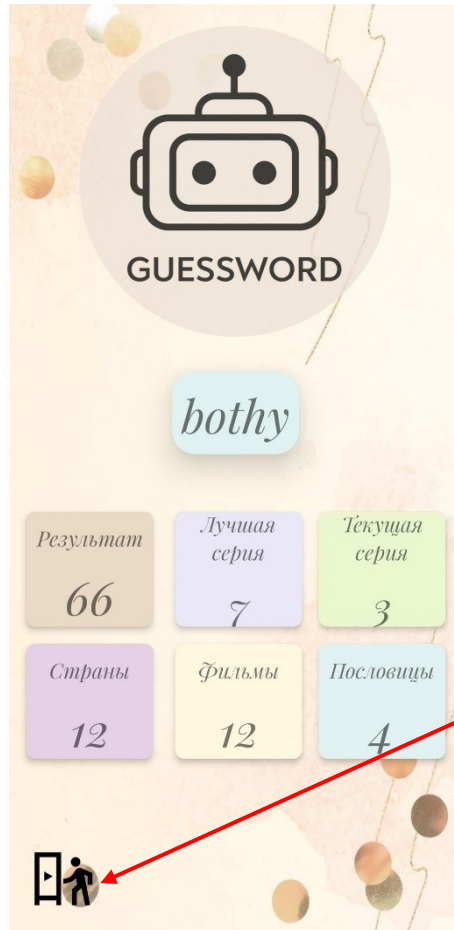 GUESSWORD
bothy
Результат
66
Лучшая
серия
7
Текущая
серия
3
Страны
12
Фильмы
12
Пословицы
4